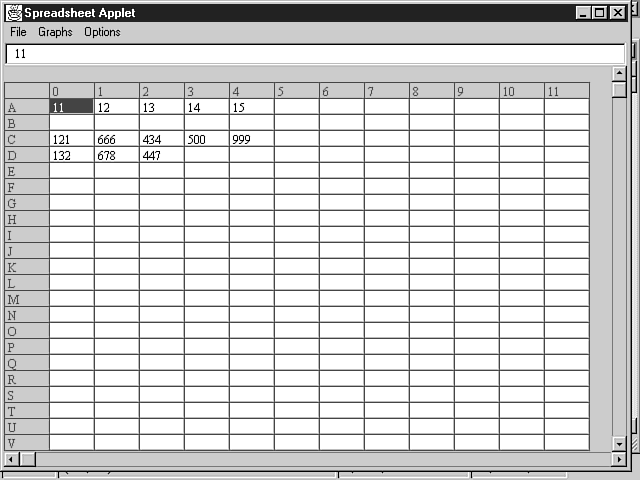 Spreadsheet Applet
File Graphs Options
11
0 1 2 3 4 5 6 7 8 9 10 11
A 11 12 13 14 15
B
C 121 666 434 500 999
D 132 678 447
E
F
G
H
I
J
K
L
M
N
O
P
Q
R
S
T
U
V